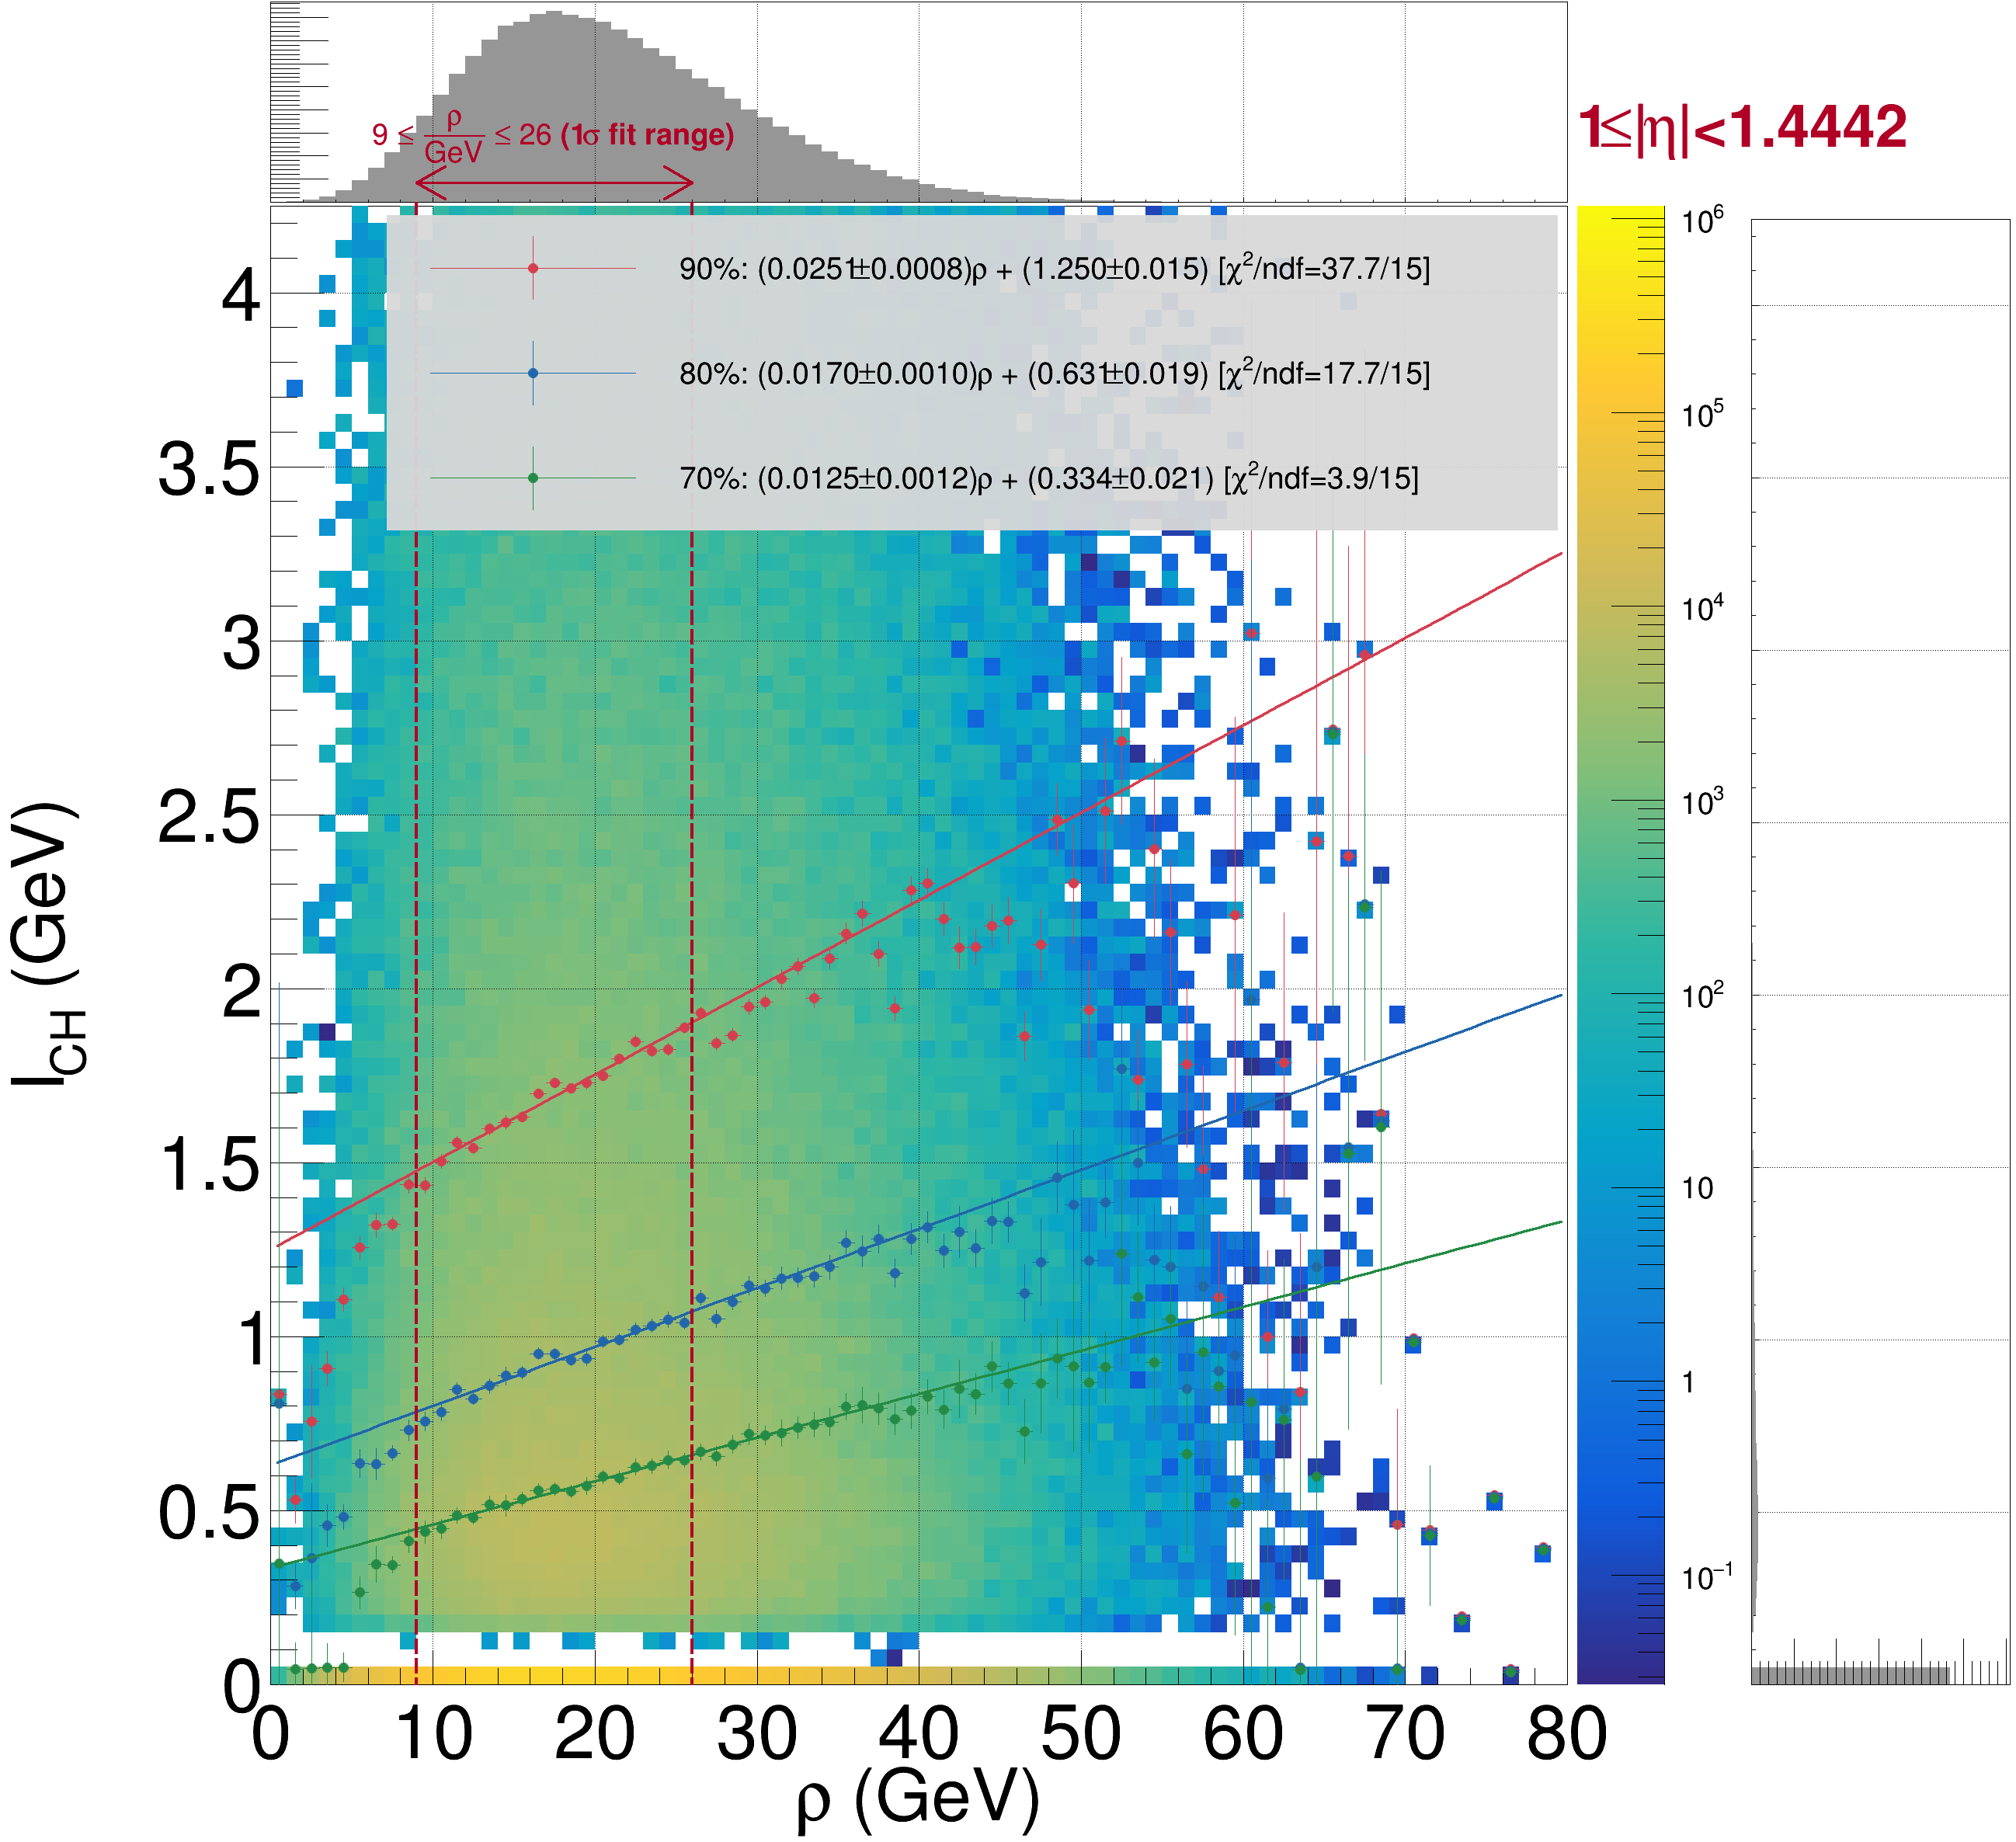 1≤|η|<1.4442
9 ≤ ρ/GeV ≤ 26 (1σ fit range)
90%: (0.0251±0.0008)ρ + (1.250±0.015) [χ²/ndf=37.7/15]
80%: (0.0170±0.0010)ρ + (0.631±0.019) [χ²/ndf=17.7/15]
70%: (0.0125±0.0012)ρ + (0.334±0.021) [χ²/ndf=3.9/15]
4
3.5
3
2.5
2
1.5
1
0.5
0
I_CH (GeV)
0 10 20 30 40 50 60 70 80
ρ (GeV)
10⁶
10⁵
10⁴
10³
10²
10
1
10⁻¹